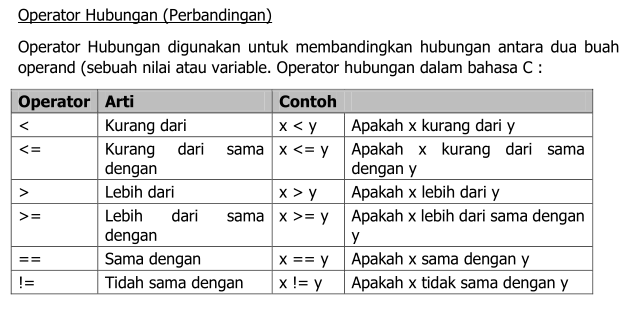 Operator Hubungan (Perbandingan)
Operator Hubungan digunakan untuk membandingkan hubungan antara dua buah
operand (sebuah nilai atau variable. Operator hubungan dalam bahasa C :
Operator Arti Contoh
< Kurang dari x < y Apakah x kurang dari y
<= Kurang dari sama x <= y Apakah x kurang dari sama
dengan dengan y
> Lebih dari x > y Apakah x lebih dari y
>= Lebih dari sama x >= y Apakah x lebih dari sama dengan
dengan y
== Sama dengan x == y Apakah x sama dengan y
!= Tidah sama dengan x != y Apakah x tidak sama dengan y